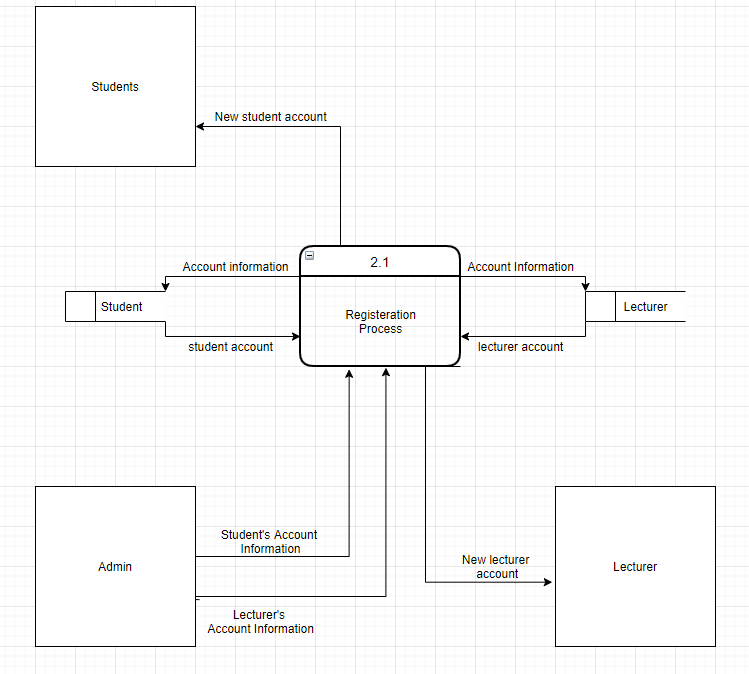 Students
New student account
2.1
Account information
Account Information
Student
Registeration
Process
Lecturer
student account
lecturer account
Admin
Student's Account
Information
Lecturer's
Account Information
New lecturer
account
Lecturer